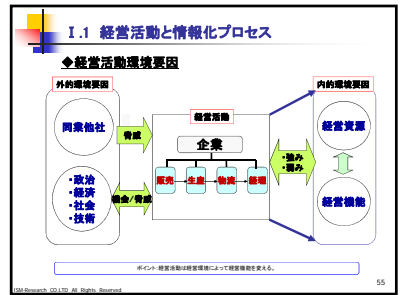 Ⅰ.1 経営活動と情報化プロセス
◆経営活動環境要因
外的環境要因
内的環境要因
同業他社
脅威
経営活動
企業
販売
生産
物流
経理
・政治
・経済
・社会
・技術
機会/脅威
・強み
・弱み
経営資源
経営機能
ポイント：経営活動は経営環境によって経営機能を変える。
55
ISM-Research CO.LTD All Rights Reserved